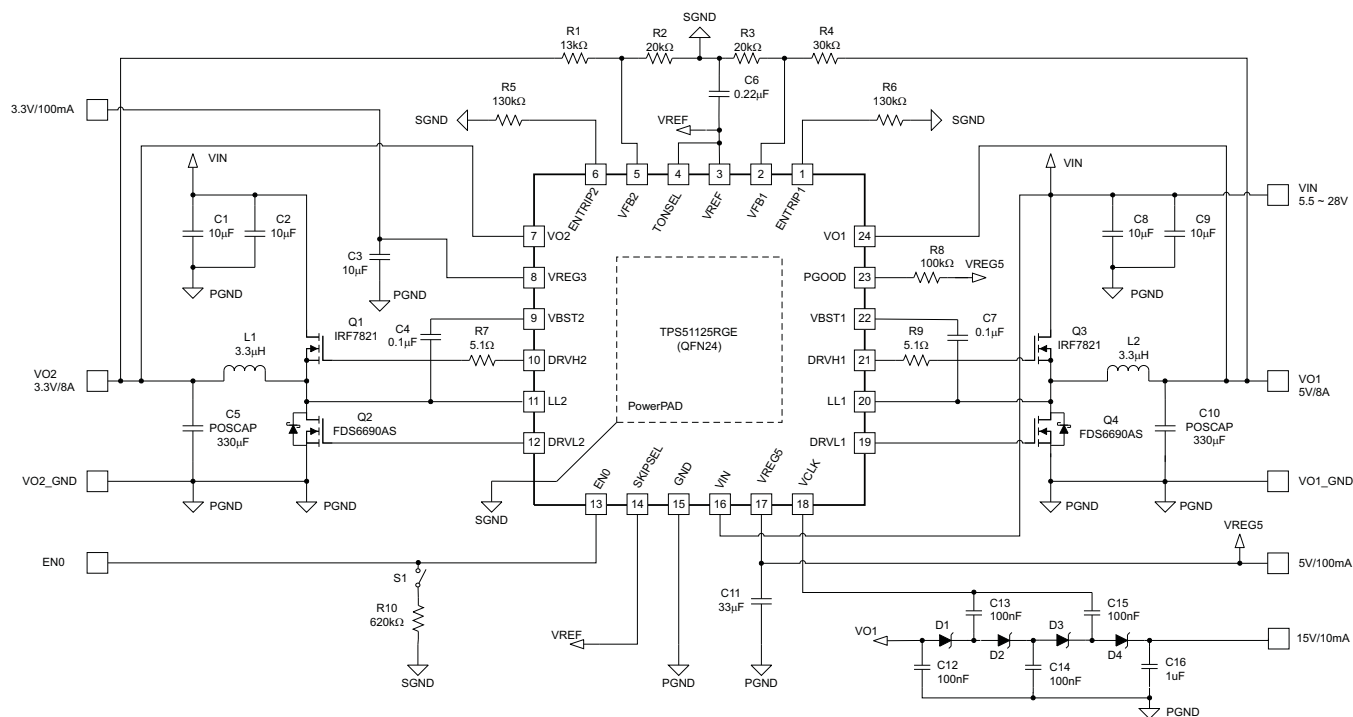 SGND
R1
13kΩ
R2
20kΩ
R3
20kΩ
R4
30kΩ
C6
0.22µF
3.3V/100mA
R5
130kΩ
SGND
VREF
R6
130kΩ
SGND
VIN
6
5
4
3
2
1
ENTRIP2
VFB2
TONSEL
VREF
VFB1
ENTRIP1
VIN
VIN
5.5 ~ 28V
C1
10µF
C2
10µF
C3
10µF
PGND
PGND
7
VO2
8
VREG3
9
VBST2
10
DRVH2
11
LL2
12
DRVL2
VO1
24
PGOOD
23
VBST1
22
DRVH1
21
LL1
20
DRVL1
19
R8
100kΩ
VREG5
C8
10µF
C9
10µF
PGND
TPS51125RGE
(QFN24)
PowerPAD
Q1
IRF7821
C4
0.1µF
R7
5.1Ω
R9
5.1Ω
C7
0.1µF
Q3
IRF7821
L1
3.3µH
L2
3.3µH
VO2
3.3V/8A
VO1
5V/8A
C5
POSCAP
330µF
Q2
FDS6690AS
Q4
FDS6690AS
C10
POSCAP
330µF
VO2_GND
PGND
PGND
SGND
EN0
SKIPSEL
GND
VIN
VREG5
VCLK
13
14
15
16
17
18
PGND
PGND
VO1_GND
VREG5
EN0
5V/100mA
S1
R10
620kΩ
SGND
VREF
PGND
C11
33µF
PGND
C13
100nF
C15
100nF
VO1
D1
D2
D3
D4
15V/10mA
C12
100nF
C14
100nF
C16
1uF
PGND